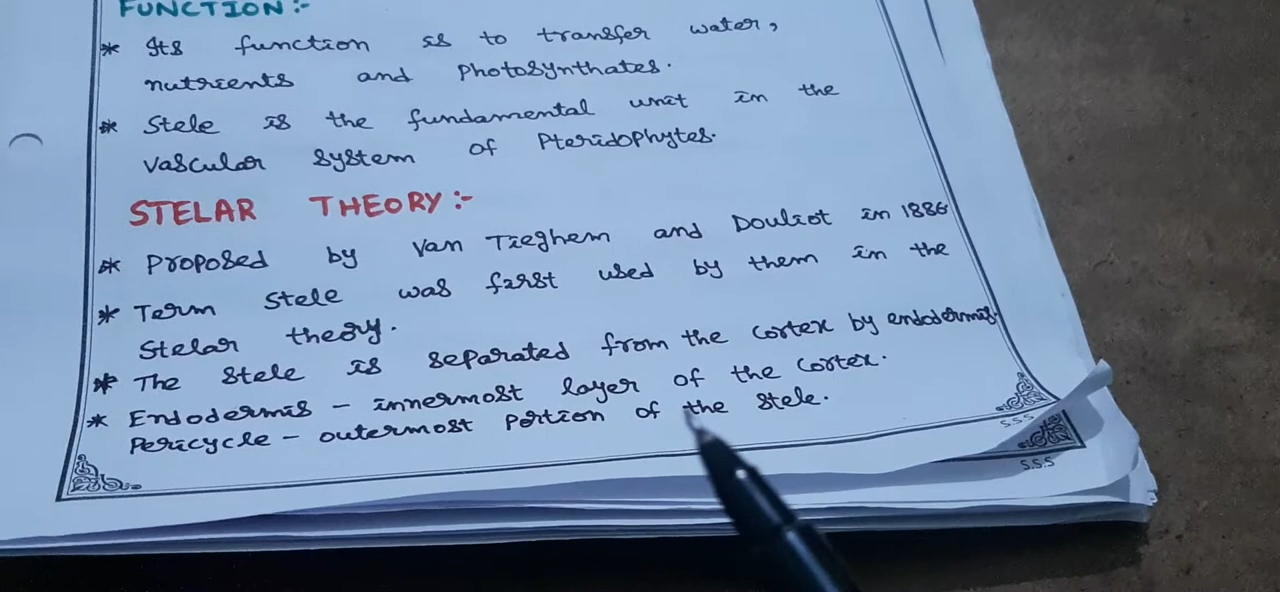 FUNCTION:-
* Its function is to transfer water,
nutrients and photosynthates.
* Stele is the fundamental unit in the
vascular system of Pteridophytes.
STELAR THEORY:-
* Proposed by Van Tieghem and Douliot in 1886
* Term stele was first used by them in the
Stelar theory.
* The stele is separated from the cortex by endodermis.
* Endodermis - innermost layer of the cortex.
Pericycle - outermost portion of the stele.
S.S.S
S.S.S